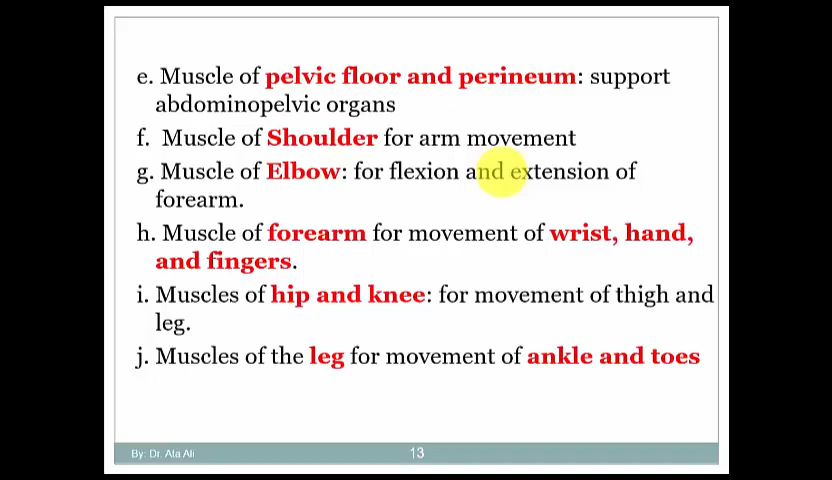 e. Muscle of pelvic floor and perineum: support
abdominopelvic organs
f. Muscle of Shoulder for arm movement
g. Muscle of Elbow: for flexion and extension of
forearm.
h. Muscle of forearm for movement of wrist, hand,
and fingers.
i. Muscles of hip and knee: for movement of thigh and
leg.
j. Muscles of the leg for movement of ankle and toes
By: Dr. Ala Ali
13